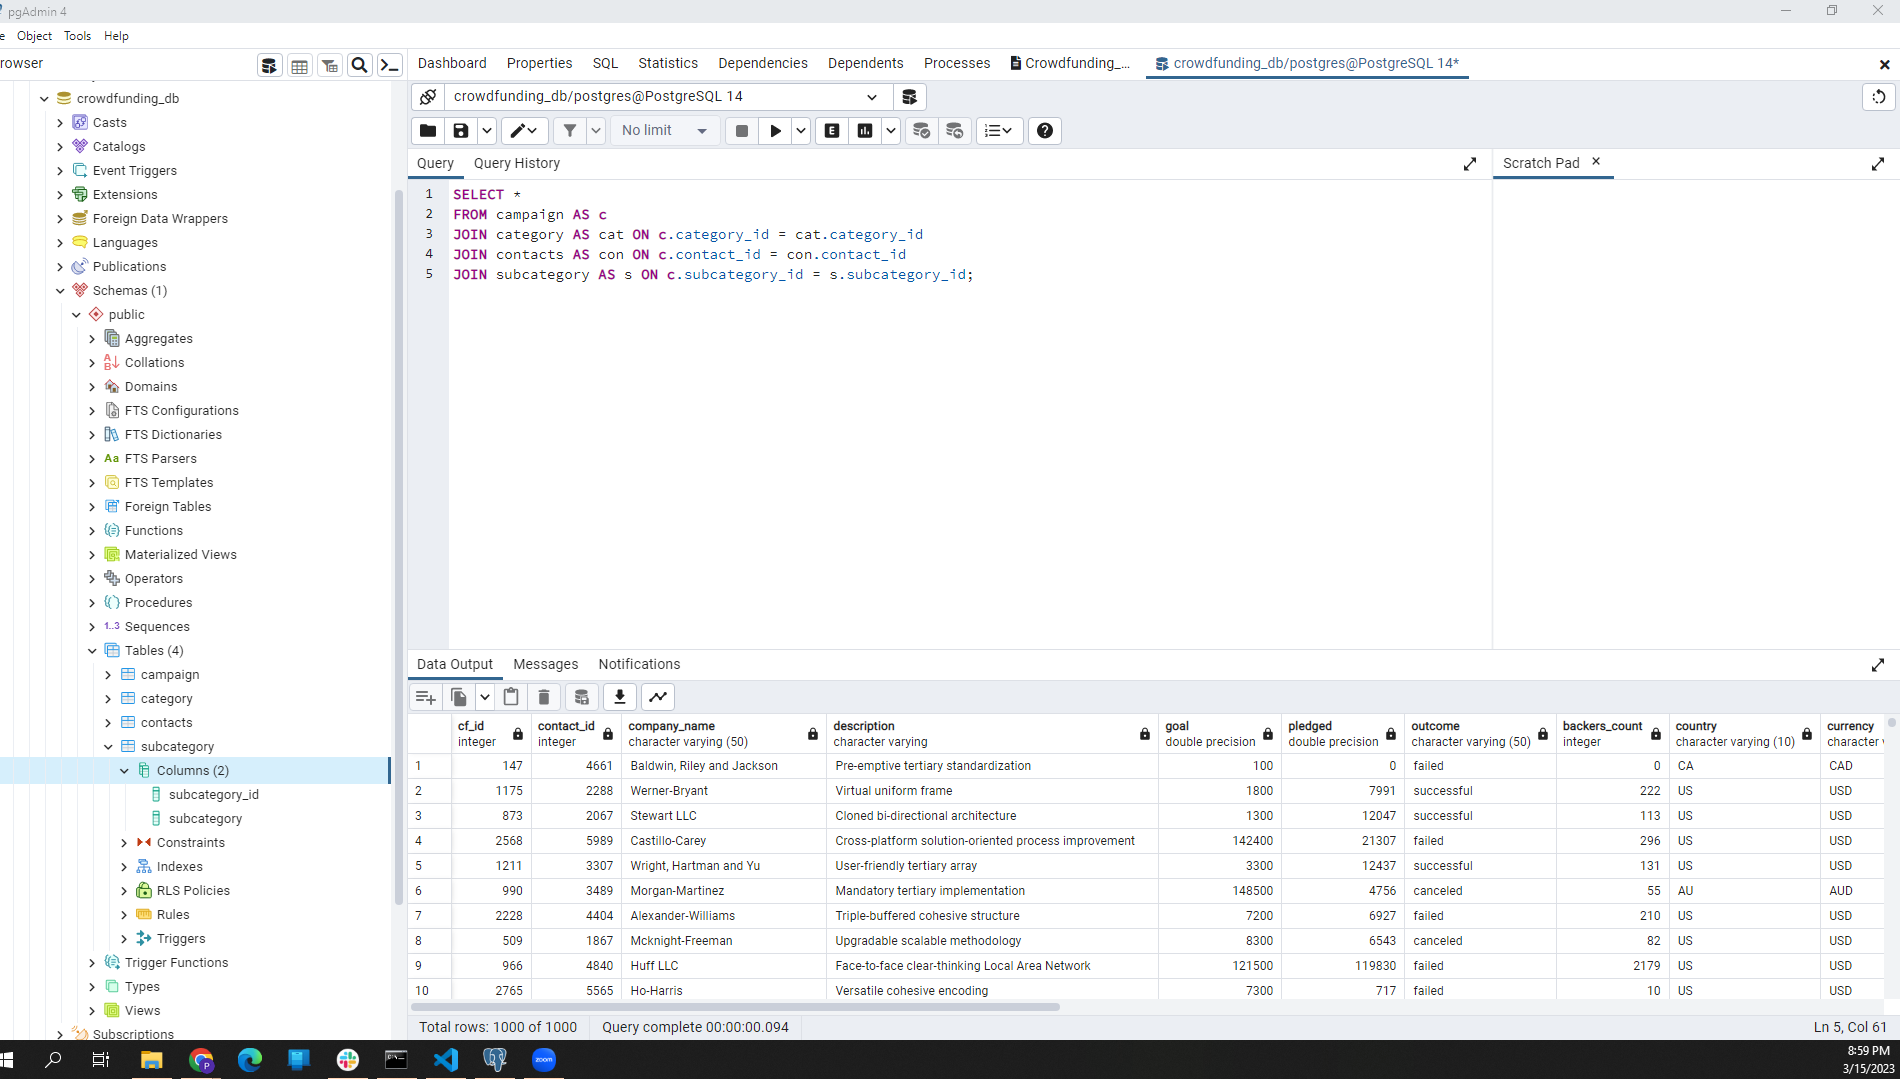 pgAdmin 4
e Object Tools Help
rowser
Dashboard Properties SQL Statistics Dependencies Dependents Processes Crowdfunding_... crowdfunding_db/postgres@PostgreSQL 14*
crowdfunding_db/postgres@PostgreSQL 14
No limit
Query Query History
Scratch Pad
crowdfunding_db
Casts
Catalogs
Event Triggers
Extensions
Foreign Data Wrappers
Languages
Publications
Schemas (1)
public
Aggregates
Collations
Domains
FTS Configurations
FTS Dictionaries
Aa FTS Parsers
FTS Templates
Foreign Tables
Functions
Materialized Views
Operators
Procedures
1..3 Sequences
Tables (4)
campaign
category
contacts
subcategory
Columns (2)
subcategory_id
subcategory
Constraints
Indexes
RLS Policies
Rules
Triggers
Trigger Functions
Types
Views
Subscriptions
1 SELECT *
2 FROM campaign AS c
3 JOIN category AS cat ON c.category_id = cat.category_id
4 JOIN contacts AS con ON c.contact_id = con.contact_id
5 JOIN subcategory AS s ON c.subcategory_id = s.subcategory_id;
Data Output Messages Notifications
cf_id contact_id company_name description goal pledged outcome backers_count country currency
integer integer character varying (50) character varying double precision double precision character varying (50) integer character varying (10) character v
1 147 4661 Baldwin, Riley and Jackson Pre-emptive tertiary standardization 100 0 failed 0 CA CAD
2 1175 2288 Werner-Bryant Virtual uniform frame 1800 7991 successful 222 US USD
3 873 2067 Stewart LLC Cloned bi-directional architecture 1300 12047 successful 113 US USD
4 2568 5989 Castillo-Carey Cross-platform solution-oriented process improvement 142400 21307 failed 296 US USD
5 1211 3307 Wright, Hartman and Yu User-friendly tertiary array 3300 12437 successful 131 US USD
6 990 3489 Morgan-Martinez Mandatory tertiary implementation 148500 4756 canceled 55 AU AUD
7 2228 4404 Alexander-Williams Triple-buffered cohesive structure 7200 6927 failed 210 US USD
8 509 1867 Mcknight-Freeman Upgradable scalable methodology 8300 6543 canceled 82 US USD
9 966 4840 Huff LLC Face-to-face clear-thinking Local Area Network 121500 119830 failed 2179 US USD
10 2765 5565 Ho-Harris Versatile cohesive encoding 7300 717 failed 10 US USD
Total rows: 1000 of 1000 Query complete 00:00:00.094
Ln 5, Col 61
zoom
8:59 PM
3/15/2023